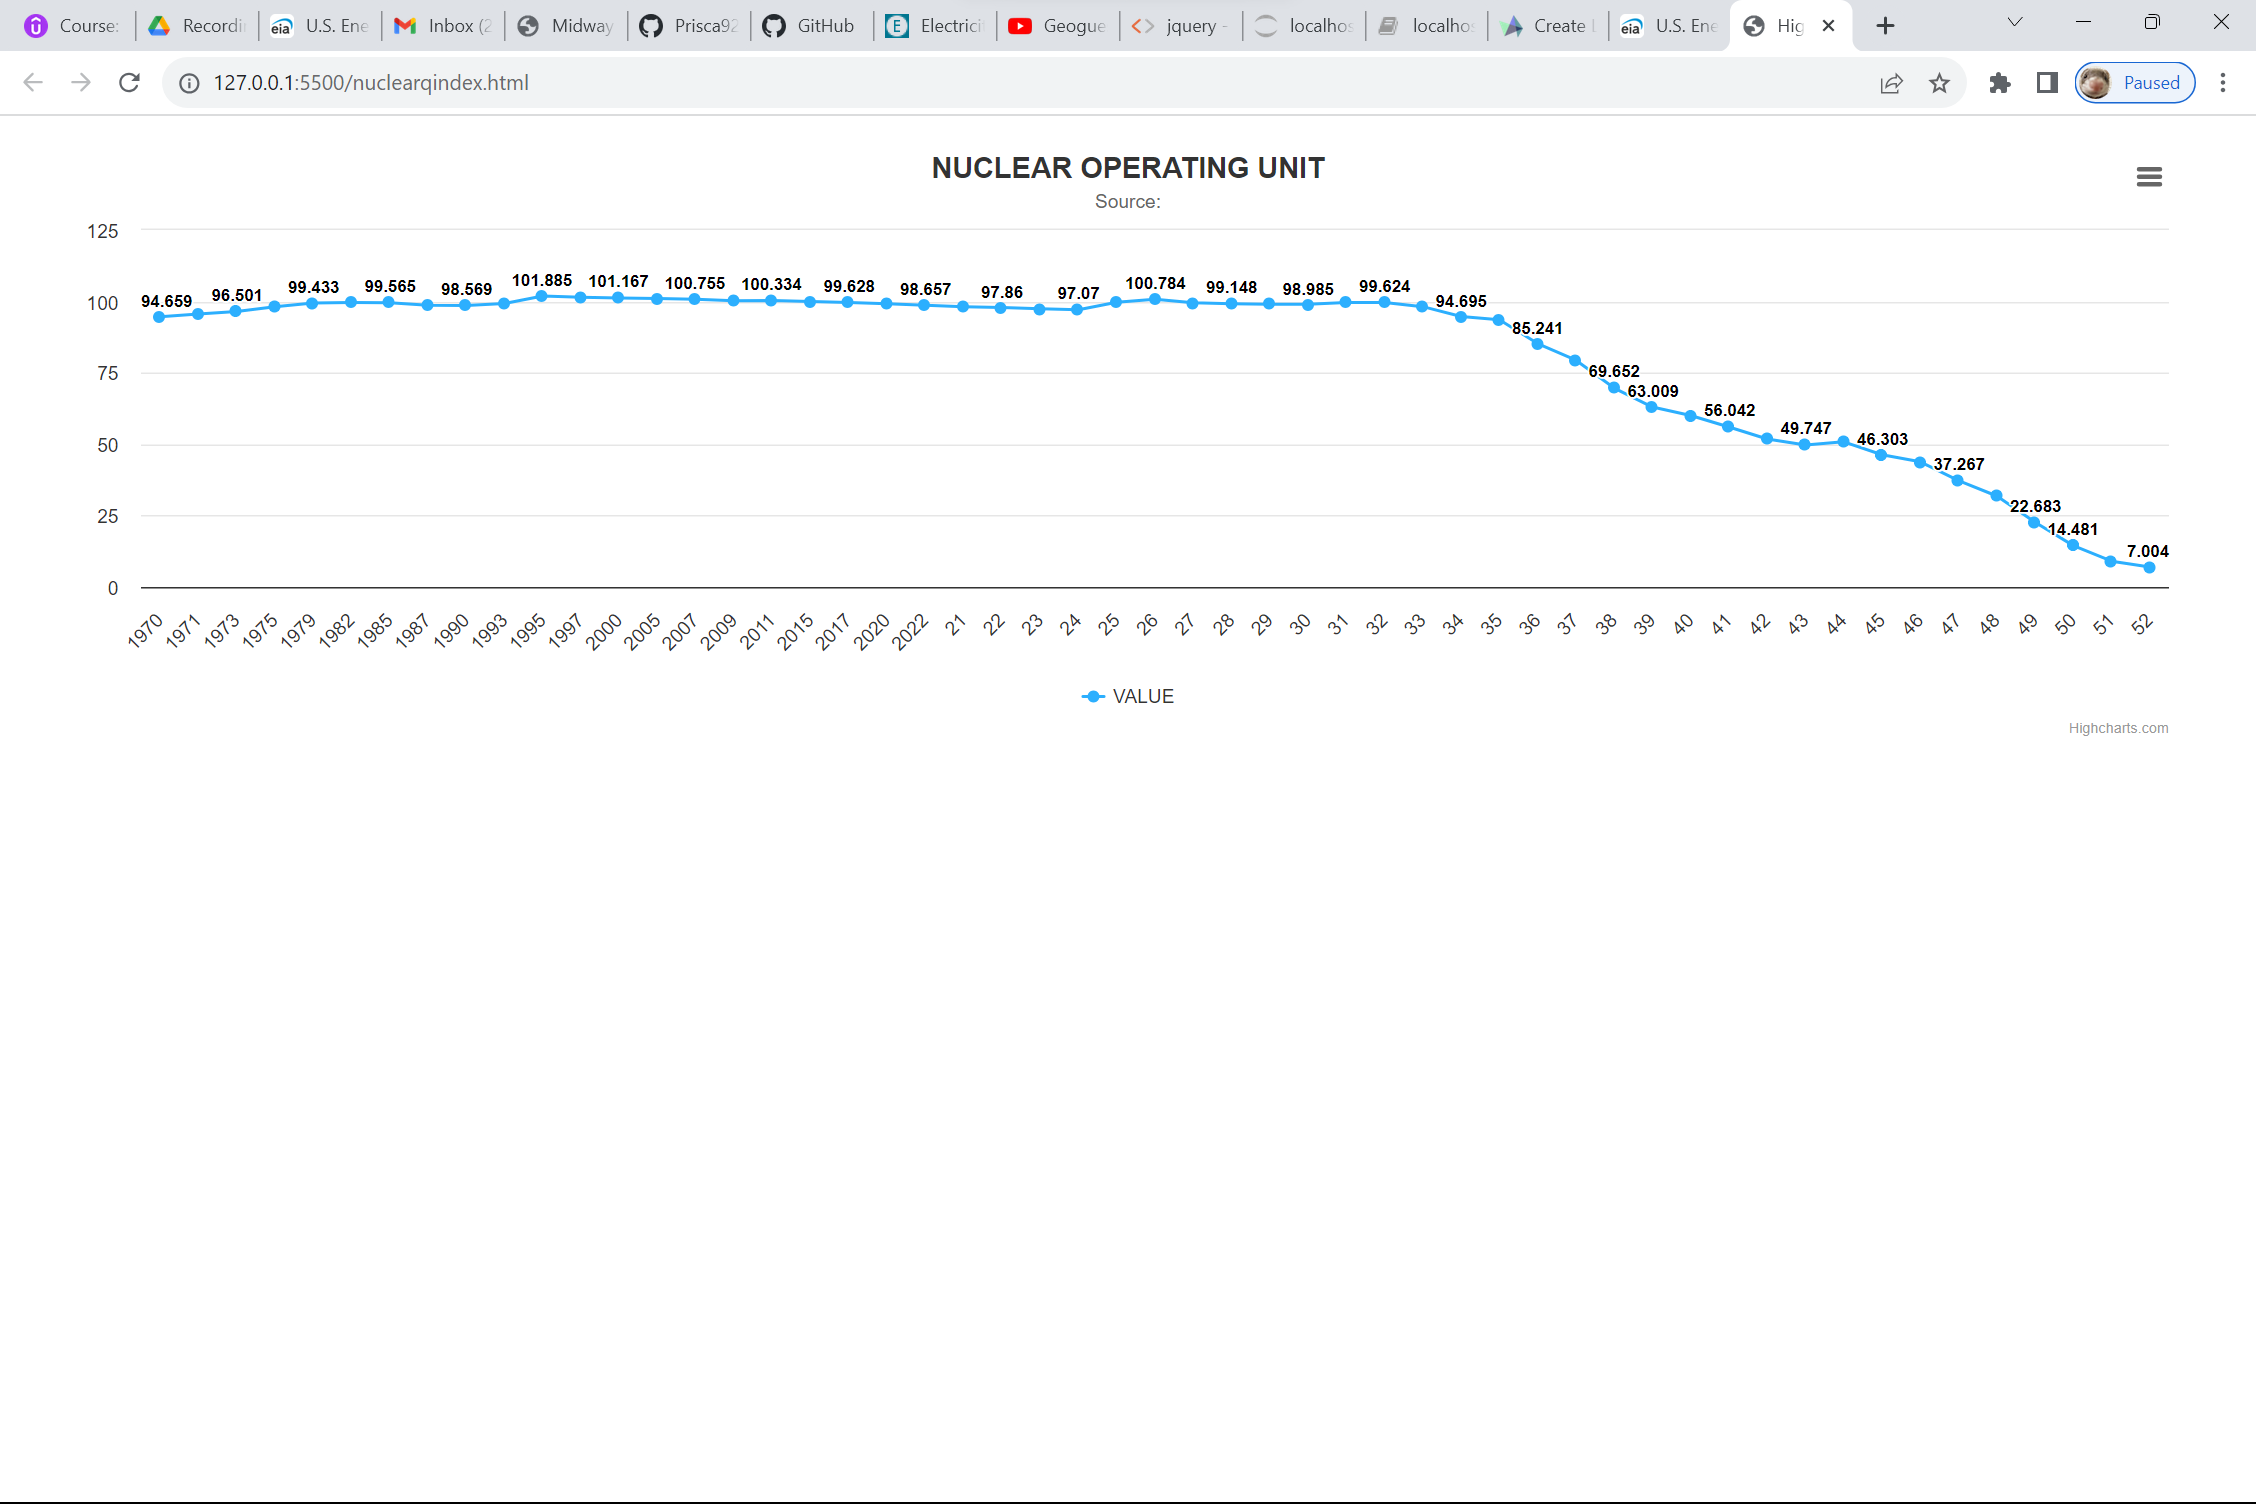 Course: Recordi U.S. Ene Inbox (2 Midway Prisca92 GitHub Electricit Geogue jquery - localhos localhos Create L U.S. Ene Hig
127.0.0.1:5500/nuclearqindex.html Paused
NUCLEAR OPERATING UNIT
Source:
125
100
75
50
25
0
94.659 96.501 99.433 99.565 98.569 101.885 101.167 100.755 100.334 99.628 98.657 97.86 97.07 100.784 99.148 98.985 99.624 94.695 85.241 69.652 63.009 56.042 49.747 46.303 37.267 22.683 14.481 7.004
1970 1971 1973 1975 1979 1982 1985 1987 1990 1993 1995 1997 2000 2005 2007 2009 2011 2015 2017 2020 2022 21 22 23 24 25 26 27 28 29 30 31 32 33 34 35 36 37 38 39 40 41 42 43 44 45 46 47 48 49 50 51 52
VALUE
Highcharts.com